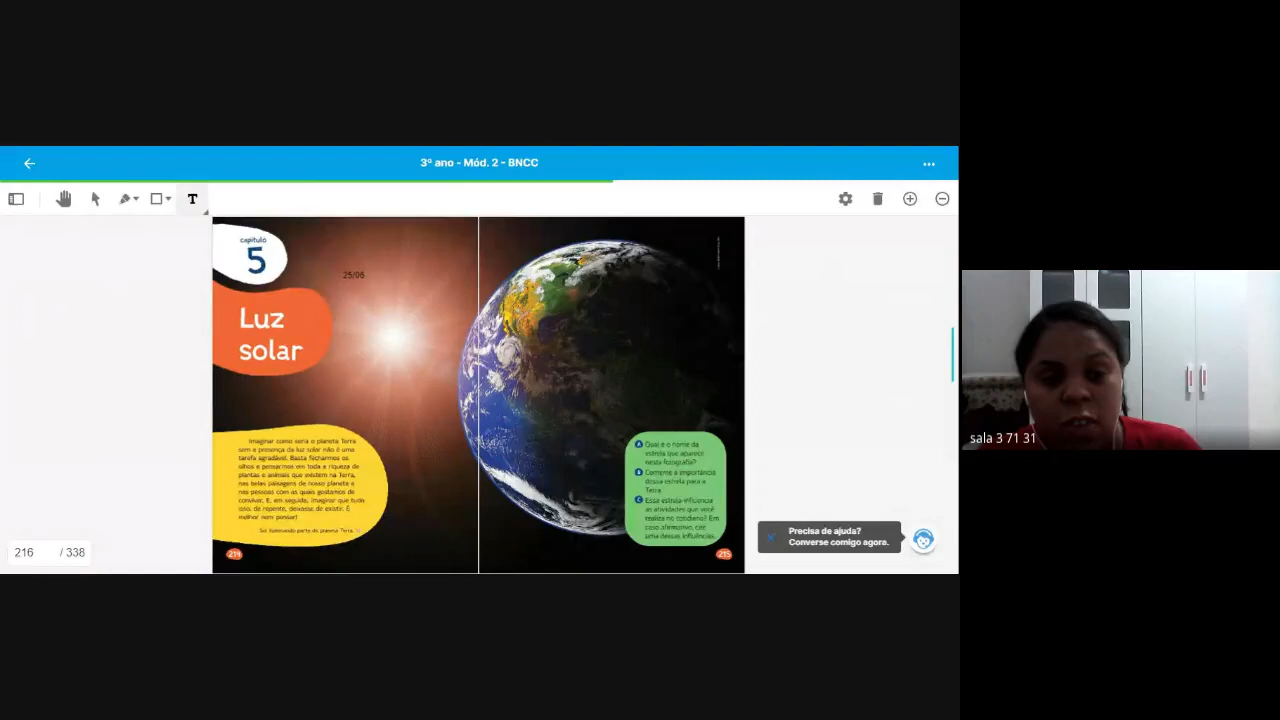 3º ano - Mód. 2 - BNCC
T
capítulo
5
25/06
Luz
solar
Imaginar como seria o planeta Terra
sem a presença da luz solar não é uma
tarefa agradável. Basta fecharmos os
olhos e pensarmos em toda a riqueza de
plantas e animais que existem na Terra,
nas belas paisagens de nosso planeta e
nas pessoas com as quais gostamos de
conviver. E, em seguida, imaginar que tudo
isso, de repente, deixasse de existir. É
melhor nem pensar!
Sol iluminando parte do planeta Terra.
214
A Qual é o nome da
estrela que aparece
nesta fotografia?
B Comente a importância
dessa estrela para a
Terra.
C Essa estrela influencia
as atividades que você
realiza no cotidiano? Em
caso afirmativo, cite
uma dessas influências.
215
216 / 338
Precisa de ajuda?
Converse comigo agora.
sala 3 71 31